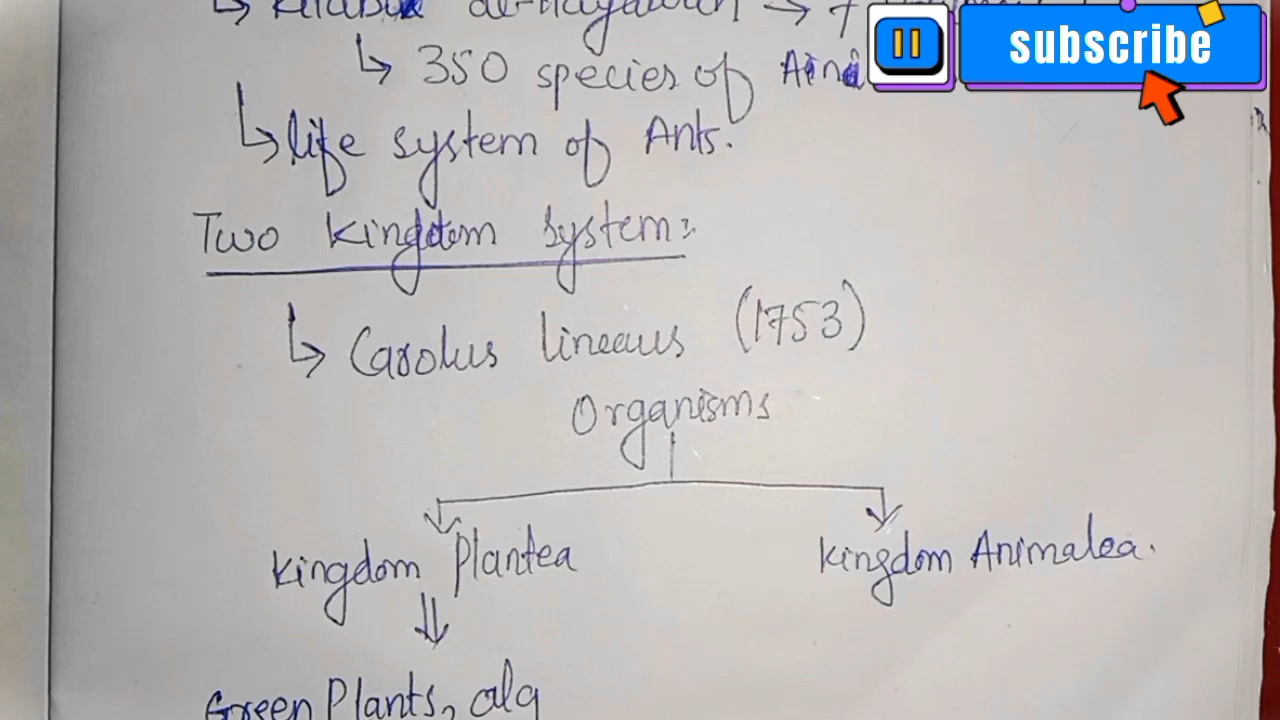 subscribe
↳ 350 species of
↳ life system of Ants.
Two Kingdom system:
↳ Carolus lineaus (1753)
Organisms
Kingdom Plantea
Kingdom Animalea.
Green Plants, alg